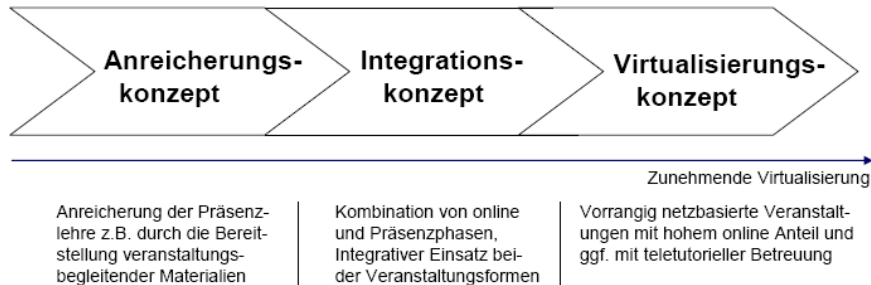 Anreicherungs-
konzept
Integrations-
konzept
Virtualisierungs-
konzept
Zunehmende Virtualisierung
Anreicherung der Präsenz-
lehre z.B. durch die Bereit-
stellung veranstaltungs-
begleitender Materialien
Kombination von online
und Präsenzphasen,
Integrativer Einsatz bei-
der Veranstaltungsformen
Vorrangig netzbasierte Veranstalt-
ungen mit hohem online Anteil und
ggf. mit teletutorieller Betreuung